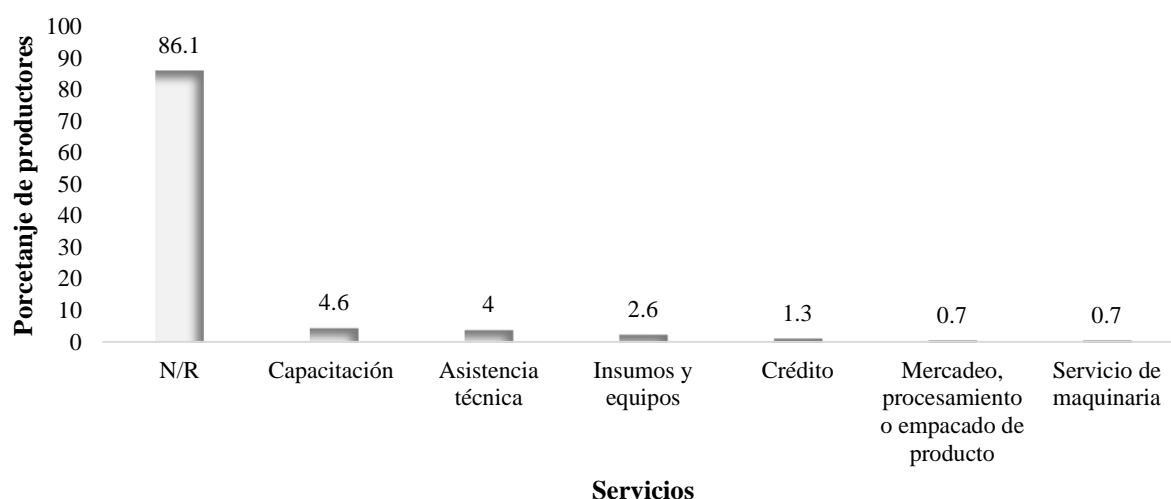 Porcetanje de productores
100
90
80
70
60
50
40
30
20
10
0
86.1
4.6
4
2.6
1.3
0.7
0.7
N/R
Capacitación
Asistencia
técnica
Insumos y
equipos
Crédito
Mercadeo,
procesamiento
o empacado de
producto
Servicio de
maquinaria
Servicios